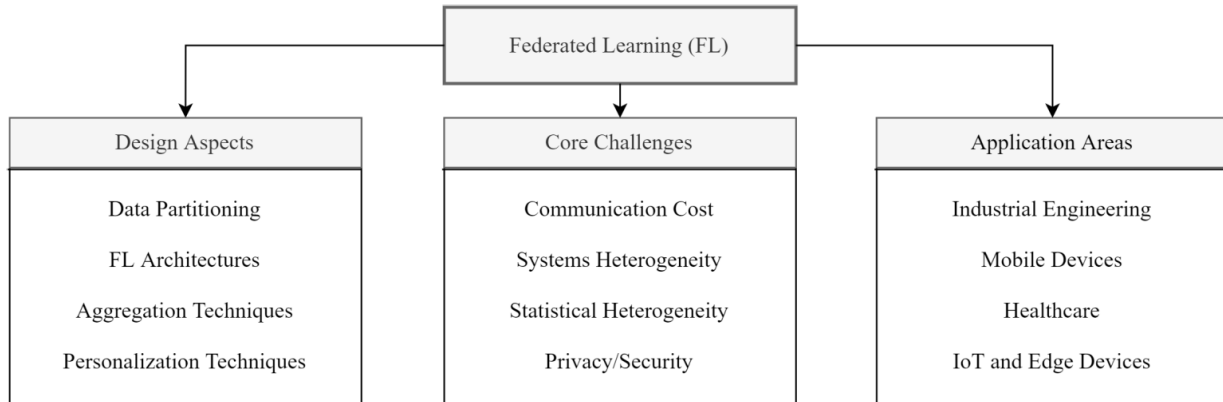 Federated Learning (FL)
Design Aspects
Data Partitioning
FL Architectures
Aggregation Techniques
Personalization Techniques
Core Challenges
Communication Cost
Systems Heterogeneity
Statistical Heterogeneity
Privacy/Security
Application Areas
Industrial Engineering
Mobile Devices
Healthcare
IoT and Edge Devices